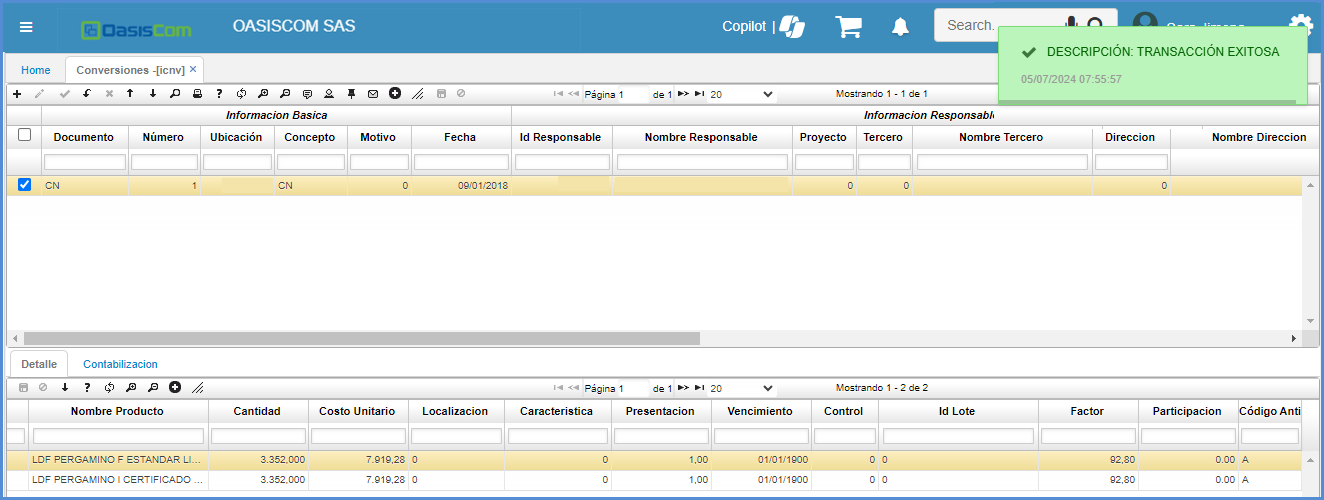 OasisCom OASISCOM SAS Copilot | Search.
DESCRIPCIÓN: TRANSACCIÓN EXITOSA
05/07/2024 07:55:57
Home Conversiones -[icnv] ×
Página 1 de 1 20 Mostrando 1 - 1 de 1
Informacion Basica Informacion Responsable
Documento Número Ubicación Concepto Motivo Fecha Id Responsable Nombre Responsable Proyecto Tercero Nombre Tercero Direccion Nombre Direccion
CN 1 CN 0 09/01/2018 0 0 0
Detalle Contabilizacion
Página 1 de 1 20 Mostrando 1 - 2 de 2
Nombre Producto Cantidad Costo Unitario Localizacion Caracteristica Presentacion Vencimiento Control Id Lote Factor Participacion Código Anti
LDF PERGAMINO F ESTANDAR LI... 3.352,000 7.919,28 0 0 1,00 01/01/1900 0 0 92,80 0.00 A
LDF PERGAMINO I CERTIFICADO ... 3.352,000 7.919,28 0 0 1,00 01/01/1900 0 0 92,80 0.00 A